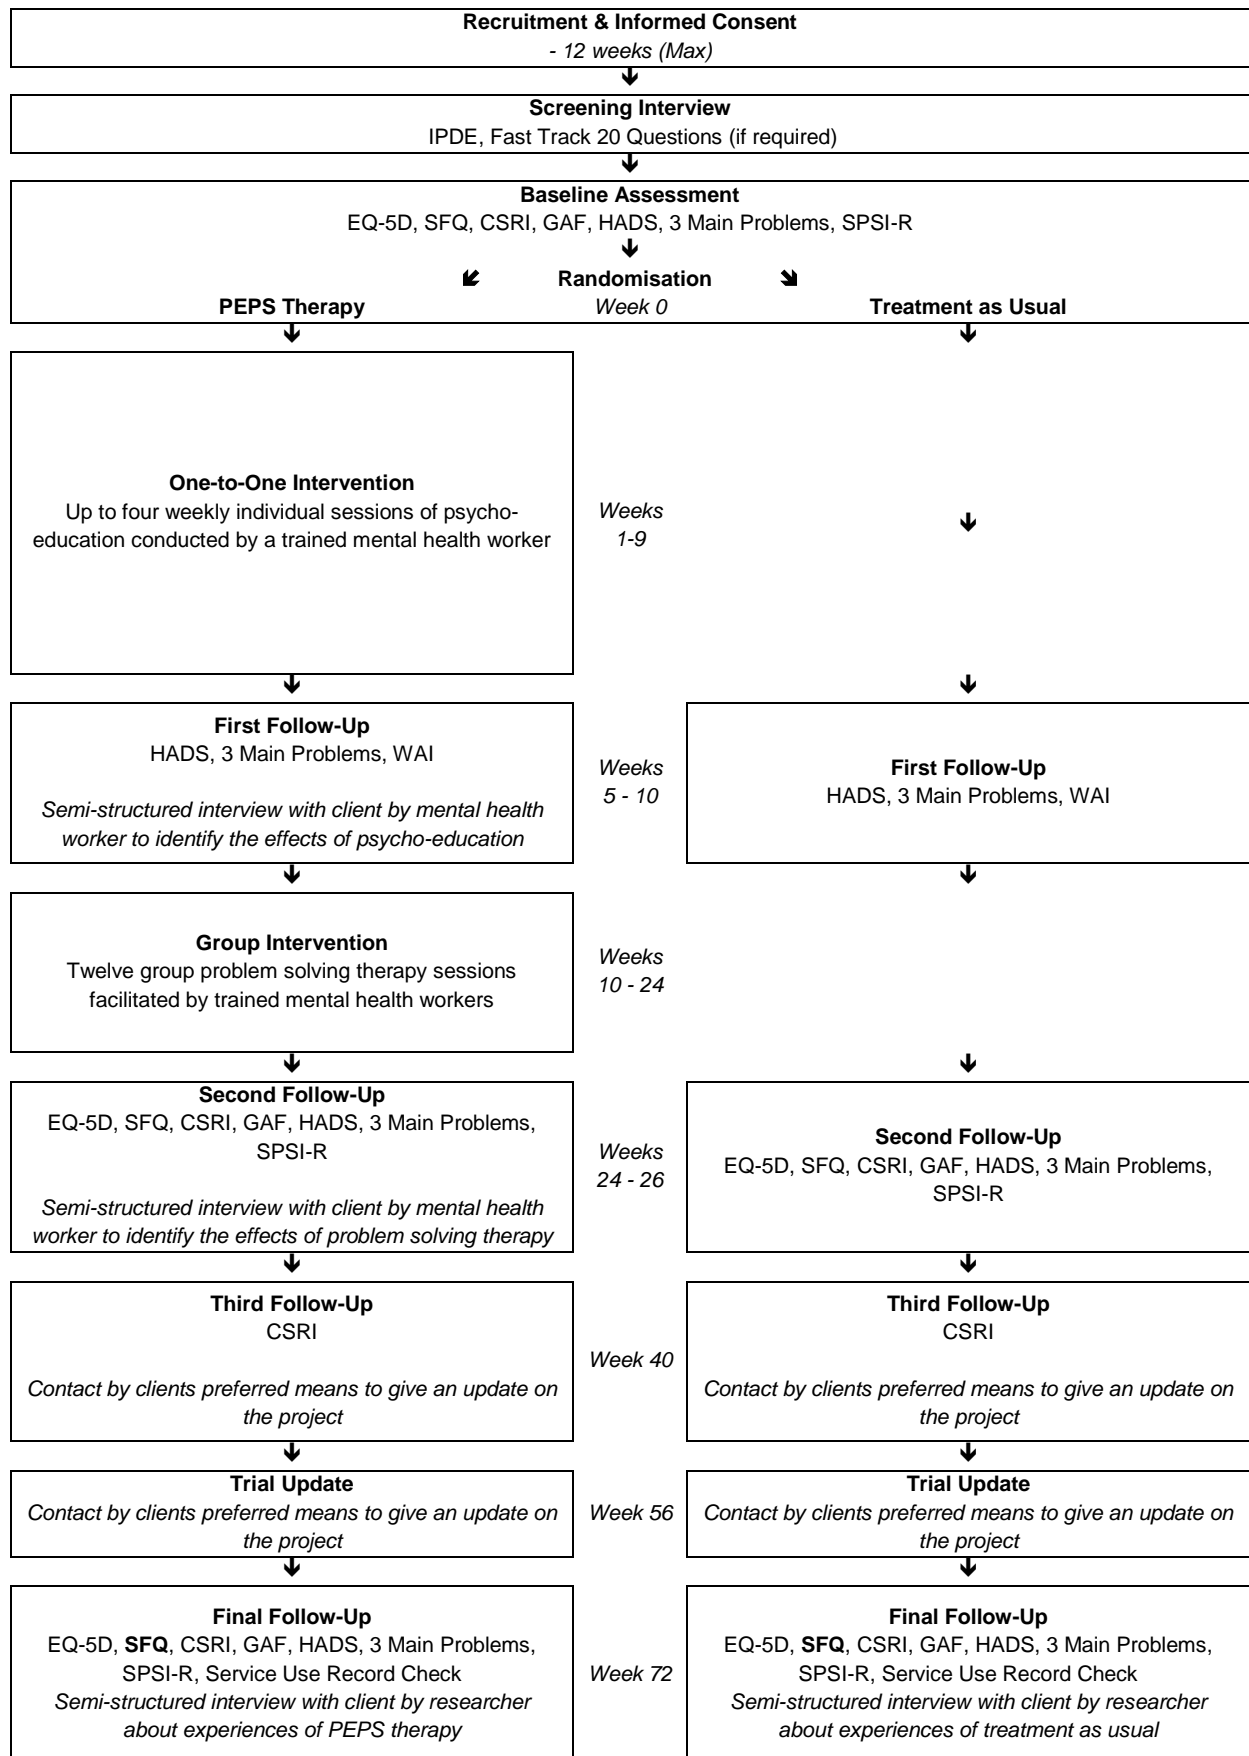 Recruitment & Informed Consent
- 12 weeks (Max)
Screening Interview
IPDE, Fast Track 20 Questions (if required)
Baseline Assessment
EQ-5D, SFQ, CSRI, GAF, HADS, 3 Main Problems, SPSI-R
Randomisation
PEPS Therapy
Week 0
Treatment as Usual
One-to-One Intervention
Up to four weekly individual sessions of psycho-
education conducted by a trained mental health worker
Weeks
1-9
First Follow-Up
HADS, 3 Main Problems, WAI
Semi-structured interview with client by mental health
worker to identify the effects of psycho-education
Weeks
5 - 10
First Follow-Up
HADS, 3 Main Problems, WAI
Group Intervention
Twelve group problem solving therapy sessions
facilitated by trained mental health workers
Weeks
10 - 24
Second Follow-Up
EQ-5D, SFQ, CSRI, GAF, HADS, 3 Main Problems,
SPSI-R
Semi-structured interview with client by mental health
worker to identify the effects of problem solving therapy
Weeks
24 - 26
Second Follow-Up
EQ-5D, SFQ, CSRI, GAF, HADS, 3 Main Problems,
SPSI-R
Third Follow-Up
CSRI
Contact by clients preferred means to give an update on
the project
Week 40
Third Follow-Up
CSRI
Contact by clients preferred means to give an update on
the project
Trial Update
Contact by clients preferred means to give an update on
the project
Week 56
Trial Update
Contact by clients preferred means to give an update on
the project
Final Follow-Up
EQ-5D, SFQ, CSRI, GAF, HADS, 3 Main Problems,
SPSI-R, Service Use Record Check
Semi-structured interview with client by researcher
about experiences of PEPS therapy
Week 72
Final Follow-Up
EQ-5D, SFQ, CSRI, GAF, HADS, 3 Main Problems,
SPSI-R, Service Use Record Check
Semi-structured interview with client by researcher
about experiences of treatment as usual